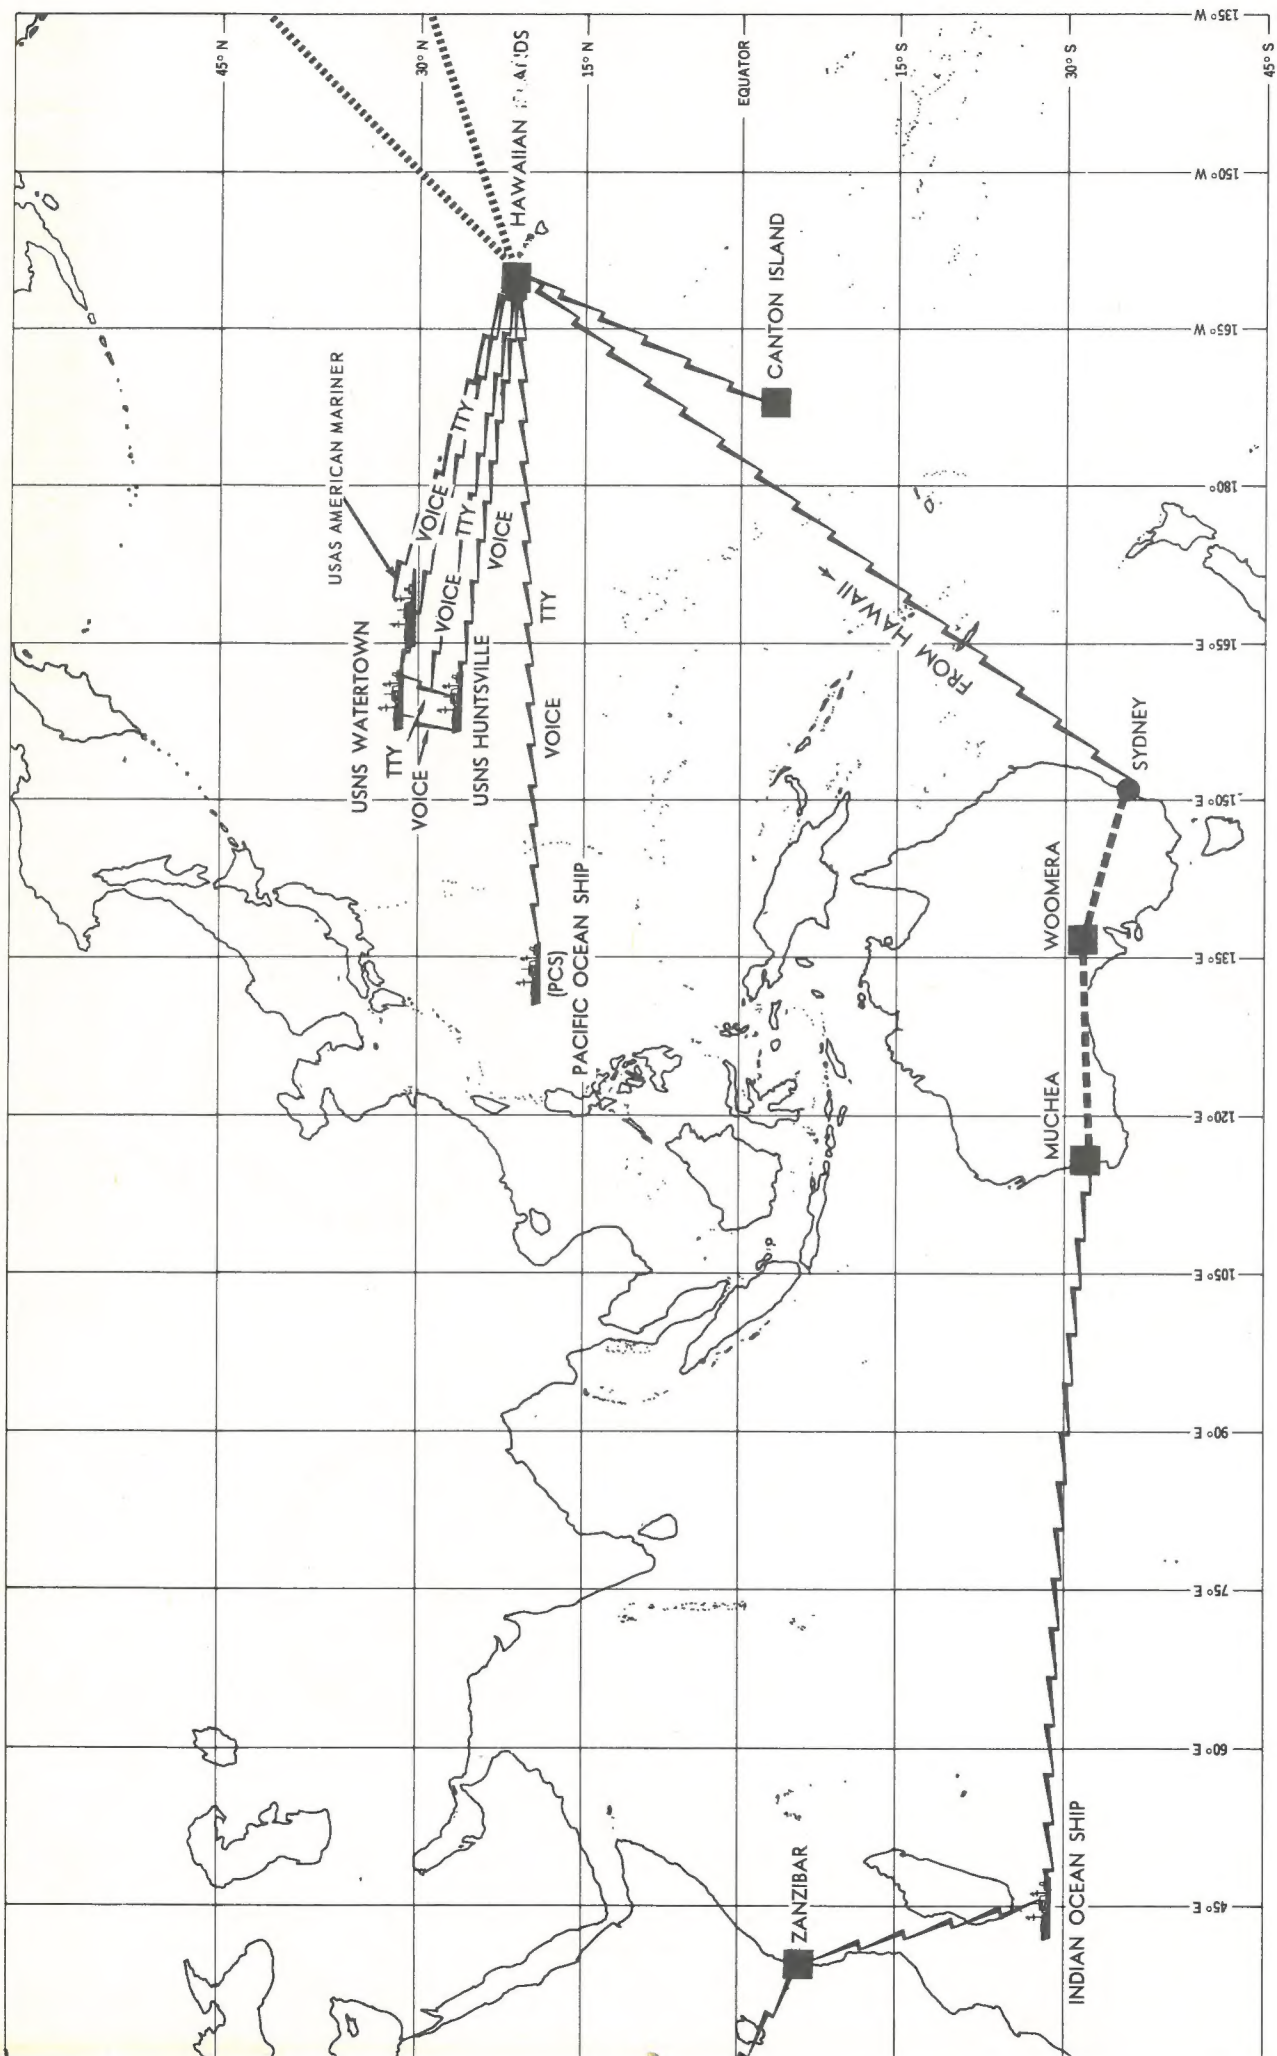 45° N
30° N
15° N
EQUATOR
15° S
30° S
45° S
USAS AMERICAN MARINER
USNS WATERTOWN
TTY
VOICE
USNS HUNTSVILLE
VOICE
TTY
VOICE
TTY
VOICE
VOICE
TTY
PACIFIC OCEAN SHIP
(PCS)
HAWAIIAN ISLANDS
CANTON ISLAND
FROM HAWAII
SYDNEY
WOOMERA
MUCHEA
ZANZIBAR
INDIAN OCEAN SHIP
45° E
60° E
75° E
90° E
105° E
120° E
135° E
150° E
165° E
180°
165° W
150° W
135° W